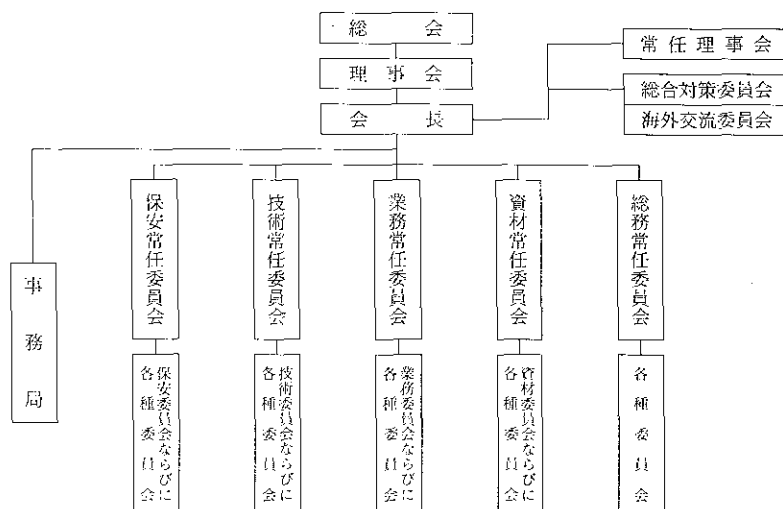 総会
理事会
会長
常任理事会
総合対策委員会
海外交流委員会
総務常任委員会
資材常任委員会
業務常任委員会
技術常任委員会
保安常任委員会
事務局
各種委員会
資材委員会ならびに
各種委員会
業務委員会ならびに
各種委員会
技術委員会ならびに
各種委員会
保安委員会ならびに
各種委員会